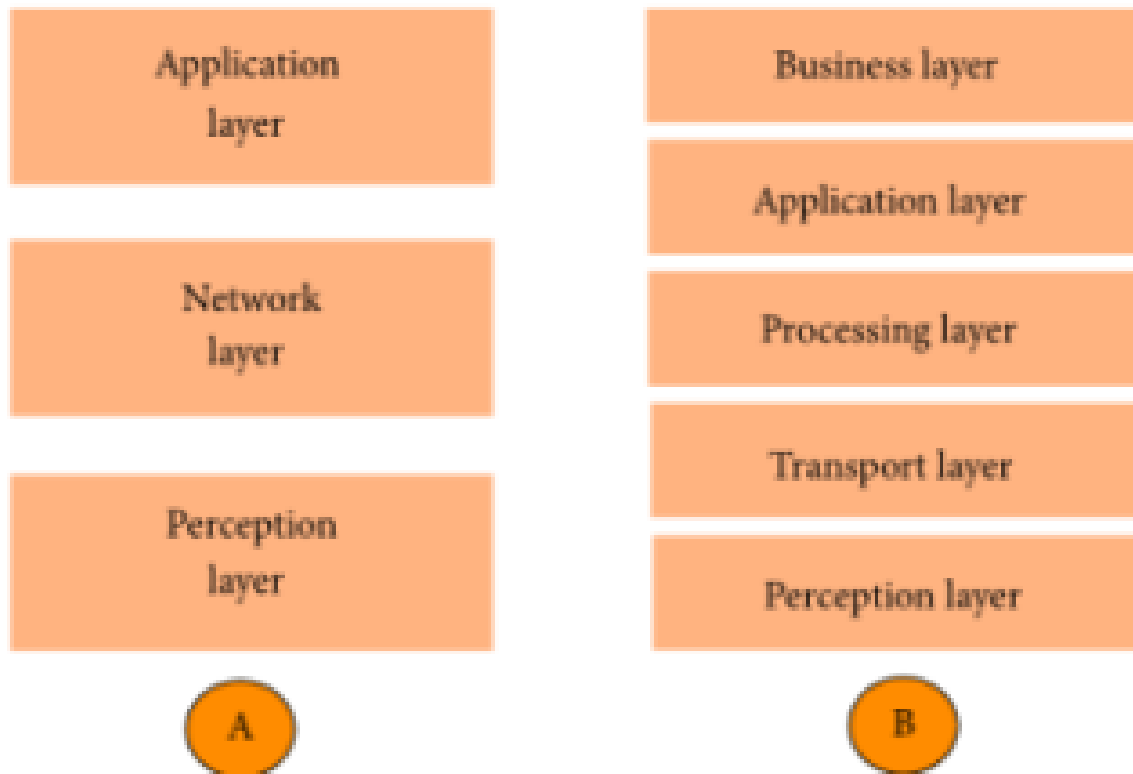 Application
layer
Network
layer
Perception
layer
A
Business layer
Application layer
Processing layer
Transport layer
Perception layer
B